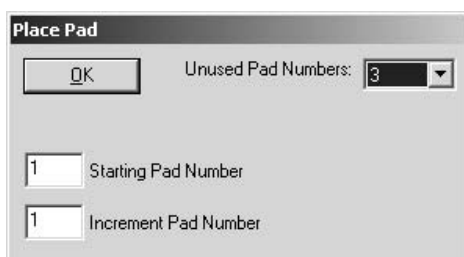 Place Pad
OK Unused Pad Numbers: 3
1 Starting Pad Number
1 Increment Pad Number